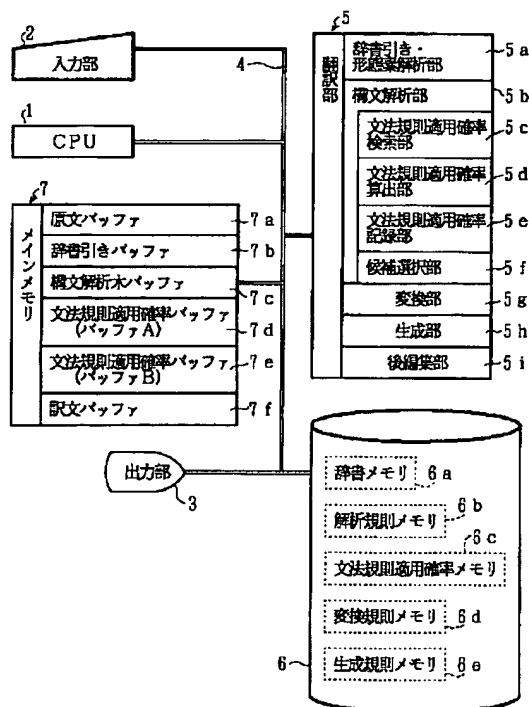 2
入力部
4
1
CPU
7
メインメモリ
原文バッファ
7a
辞書引きバッファ
7b
構文解析木バッファ
7c
文法規則適用確率バッファ
(バッファA)
7d
文法規則適用確率バッファ
(バッファB)
7e
訳文バッファ
7f
出力部
3
5
翻訳部
辞書引き・
形態素解析部
5a
構文解析部
5b
文法規則適用確率
検索部
5c
文法規則適用確率
算出部
5d
文法規則適用確率
記録部
5e
候補選択部
5f
変換部
5g
生成部
5h
後編集部
5i
辞書メモリ
6a
6b
解析規則メモリ
6c
文法規則適用確率メモリ
変換規則メモリ
6d
6
生成規則メモリ
6e